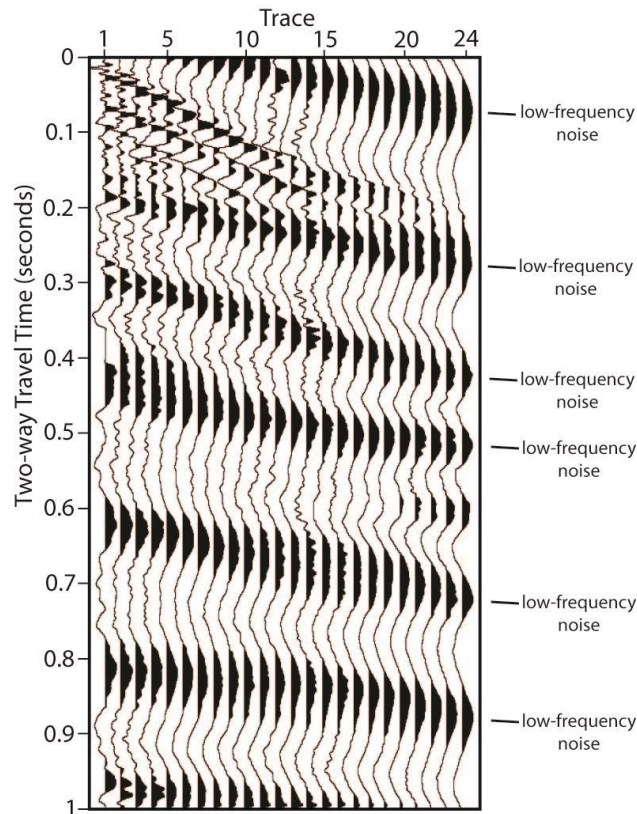 Trace
1 5 10 15 20 24
Two-way Travel Time (seconds)
0
0.1
0.2
0.3
0.4
0.5
0.6
0.7
0.8
0.9
1
low-frequency
noise
low-frequency
noise
low-frequency
noise
low-frequency
noise
low-frequency
noise
low-frequency
noise